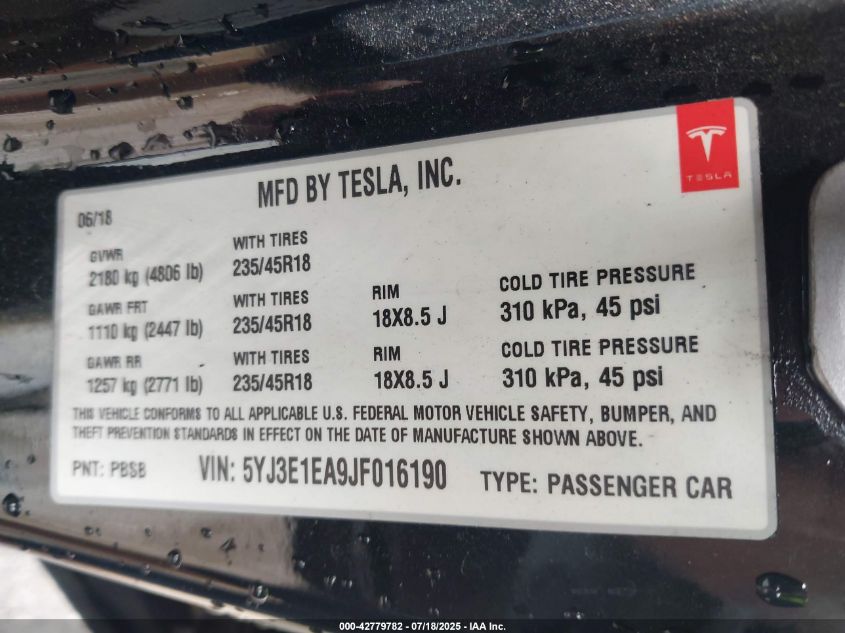 TESLA
MFD BY TESLA, INC.
06/18
GVWR
2180 kg (4806 lb)
WITH TIRES
235/45R18
GAWR FRT
1110 kg (2447 lb)
WITH TIRES
235/45R18
RIM
18X8.5 J
COLD TIRE PRESSURE
310 kPa, 45 psi
GAWR RR
1257 kg (2771 lb)
WITH TIRES
235/45R18
RIM
18X8.5 J
COLD TIRE PRESSURE
310 kPa, 45 psi
THIS VEHICLE CONFORMS TO ALL APPLICABLE U.S. FEDERAL MOTOR VEHICLE SAFETY, BUMPER, AND
THEFT PREVENTION STANDARDS IN EFFECT ON THE DATE OF MANUFACTURE SHOWN ABOVE.
PNT: PBSB
VIN: 5YJ3E1EA9JF016190
TYPE: PASSENGER CAR
000-42779782 - 07/18/2025 - IAA Inc.